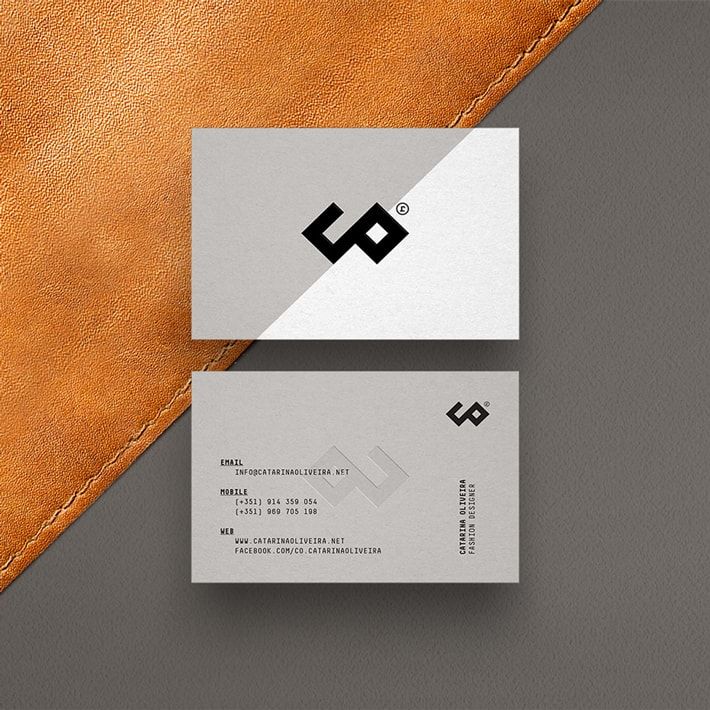 EMAIL
INFO@CATARINAOLIVEIRA.NET
MOBILE
(+351) 914 359 054
(+351) 969 705 198
WEB
WWW.CATARINAOLIVEIRA.NET
FACEBOOK.COM/CO.CATARINAOLIVEIRA
CATARINA OLIVEIRA
FASHION DESIGNER